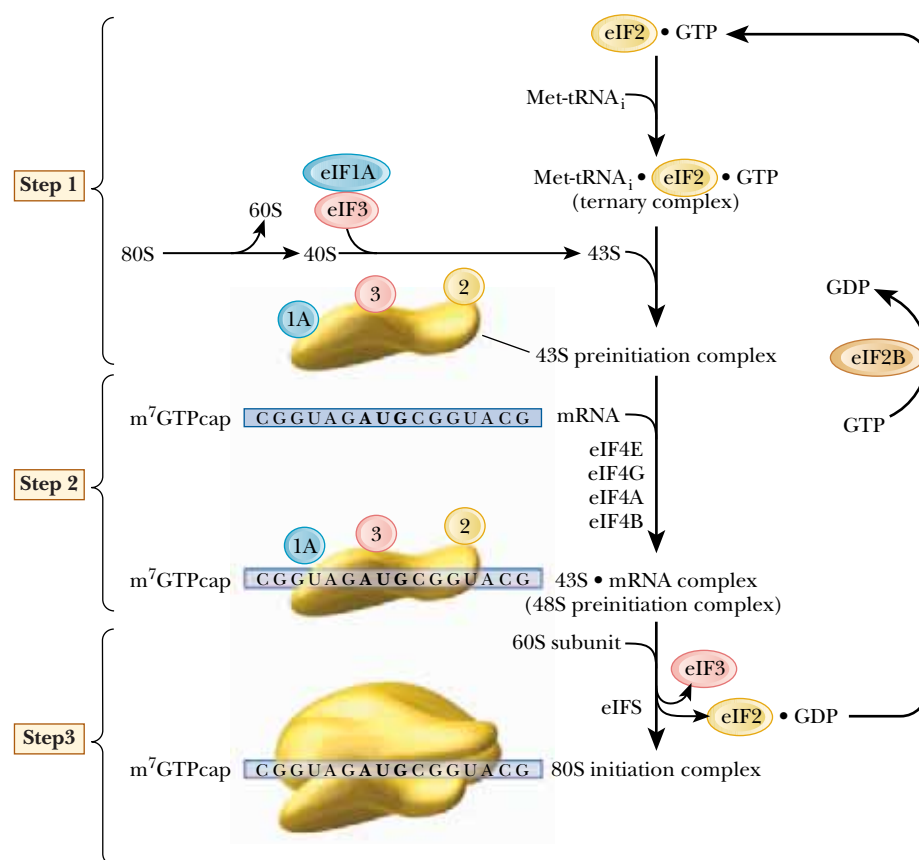 eIF2 • GTP
Met-tRNAi
Step 1
eIF1A
eIF3
60S
80S
40S
43S
Met-tRNAi • eIF2 • GTP
(ternary complex)
1A
3
2
43S preinitiation complex
GDP
eIF2B
GTP
Step 2
m⁷GTPcap
CGGUAGAUGCGGUACG
mRNA
eIF4E
eIF4G
eIF4A
eIF4B
1A
3
2
m⁷GTPcap
CGGUAGAUGCGGUACG
43S • mRNA complex
(48S preinitiation complex)
Step3
60S subunit
eIF3
eIFS
eIF2 • GDP
m⁷GTPcap
CGGUAGAUGCGGUACG
80S initiation complex